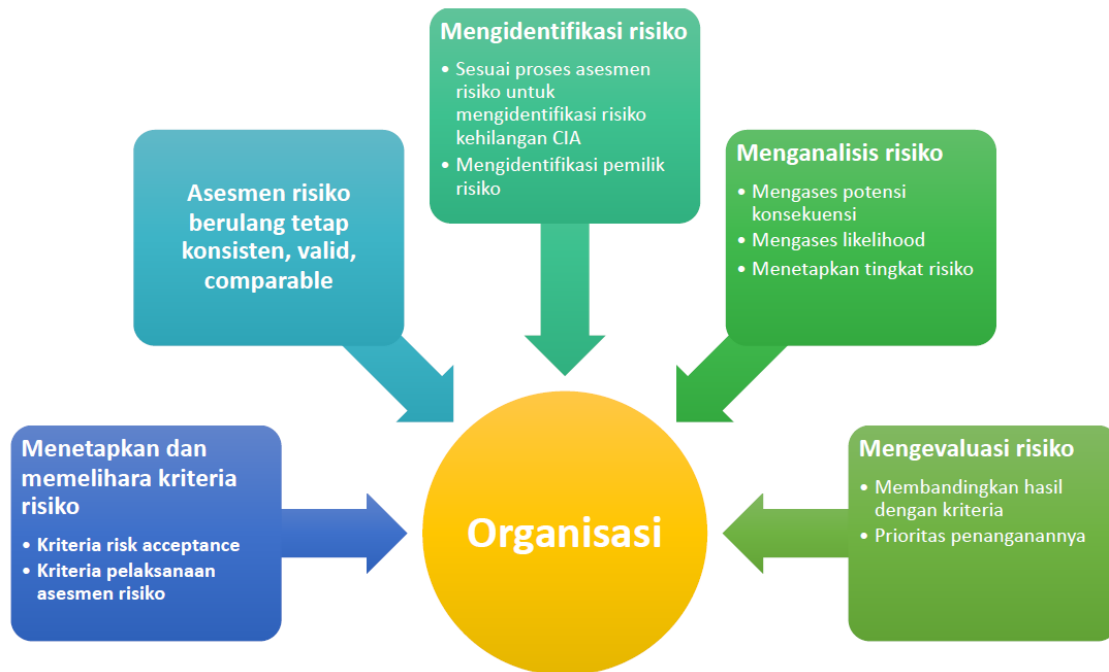 Mengidentifikasi risiko
• Sesuai proses asesmen
risiko untuk
mengidentifikasi risiko
kehilangan CIA
• Mengidentifikasi pemilik
risiko
Asesmen risiko
berulang tetap
konsisten, valid,
comparable
Menganalisis risiko
• Mengases potensi
konsekuensi
• Mengases likelihood
• Menetapkan tingkat risiko
Menetapkan dan
memelihara kriteria
risiko
• Kriteria risk acceptance
• Kriteria pelaksanaan
asesmen risiko
Organisasi
Mengevaluasi risiko
• Membandingkan hasil
dengan kriteria
• Prioritas penanganannya